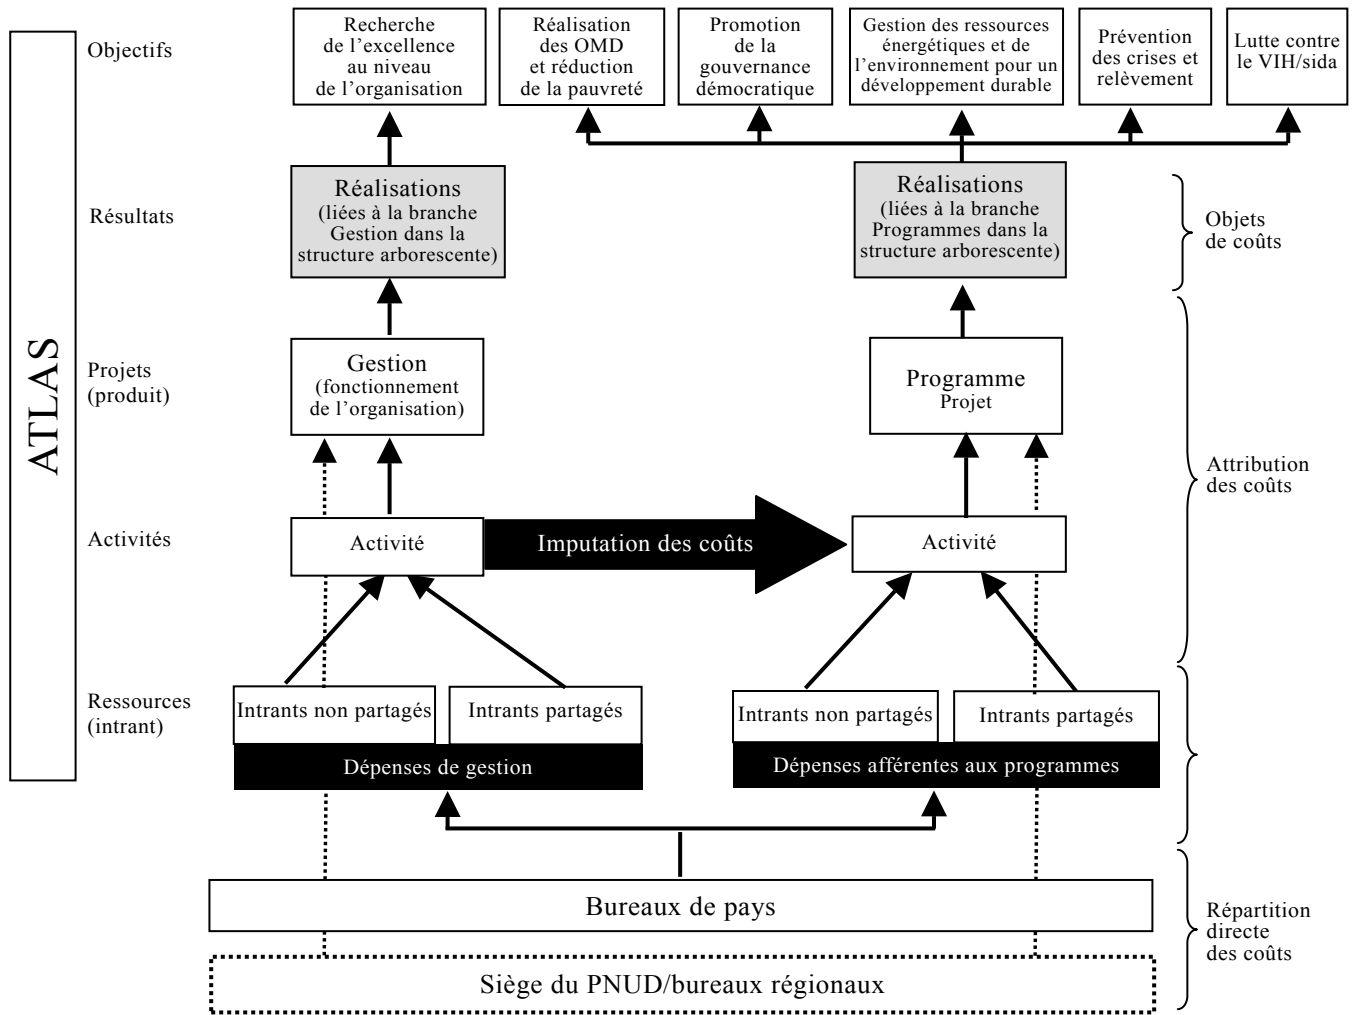 ATLAS
Objectifs
Recherche
de l’excellence
au niveau
de l’organisation
Réalisation
des OMD
et réduction
de la pauvreté
Promotion
de la
gouvernance
démocratique
Gestion des ressources
énergétiques et de
l’environnement pour un
développement durable
Prévention
des crises et
relèvement
Lutte contre
le VIH/sida
Résultats
Réalisations
(liées à la branche
Gestion dans la
structure arborescente)
Réalisations
(liées à la branche
Programmes dans la
structure arborescente)
Objets
de coûts
Projets
(produit)
Gestion
(fonctionnement
de l’organisation)
Programme
Projet
Attribution
des coûts
Activités
Activité
Imputation des coûts
Activité
Ressources
(intrant)
Intrants non partagés
Intrants partagés
Intrants non partagés
Intrants partagés
Dépenses de gestion
Dépenses afférentes aux programmes
Bureaux de pays
Répartition
directe
des coûts
Siège du PNUD/bureaux régionaux